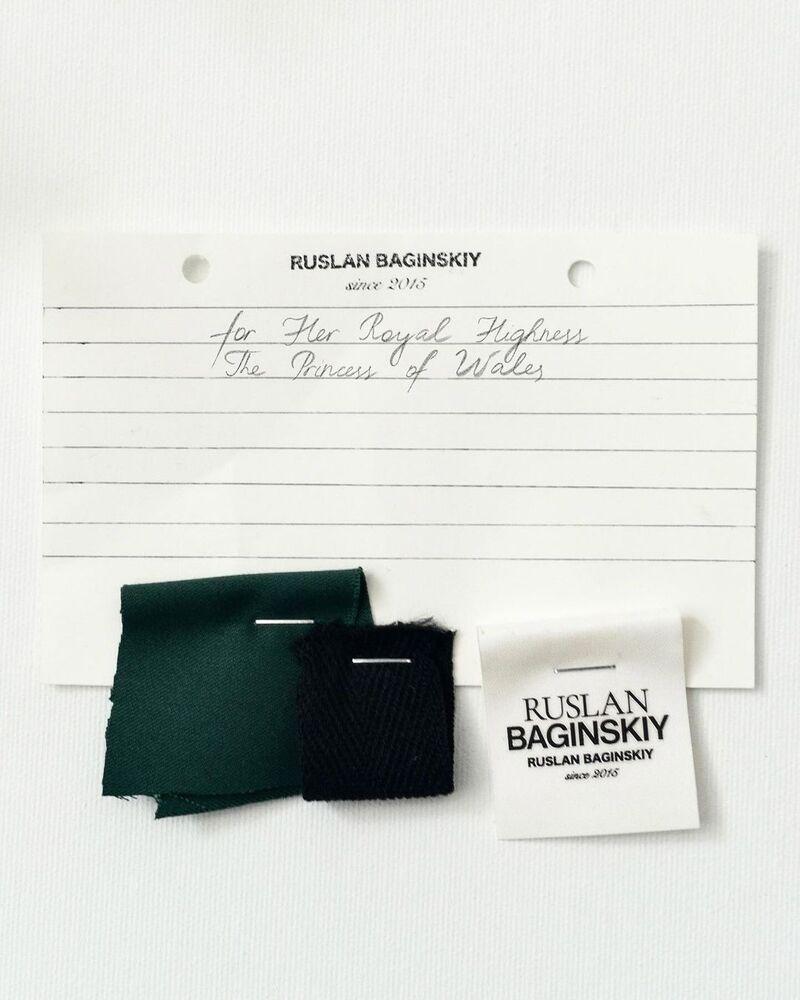 RUSLAN BAGINSKIY
since 2015
for Her Royal Highness
The Princess of Wales
RUSLAN
BAGINSKIY
RUSLAN BAGINSKIY
since 2015